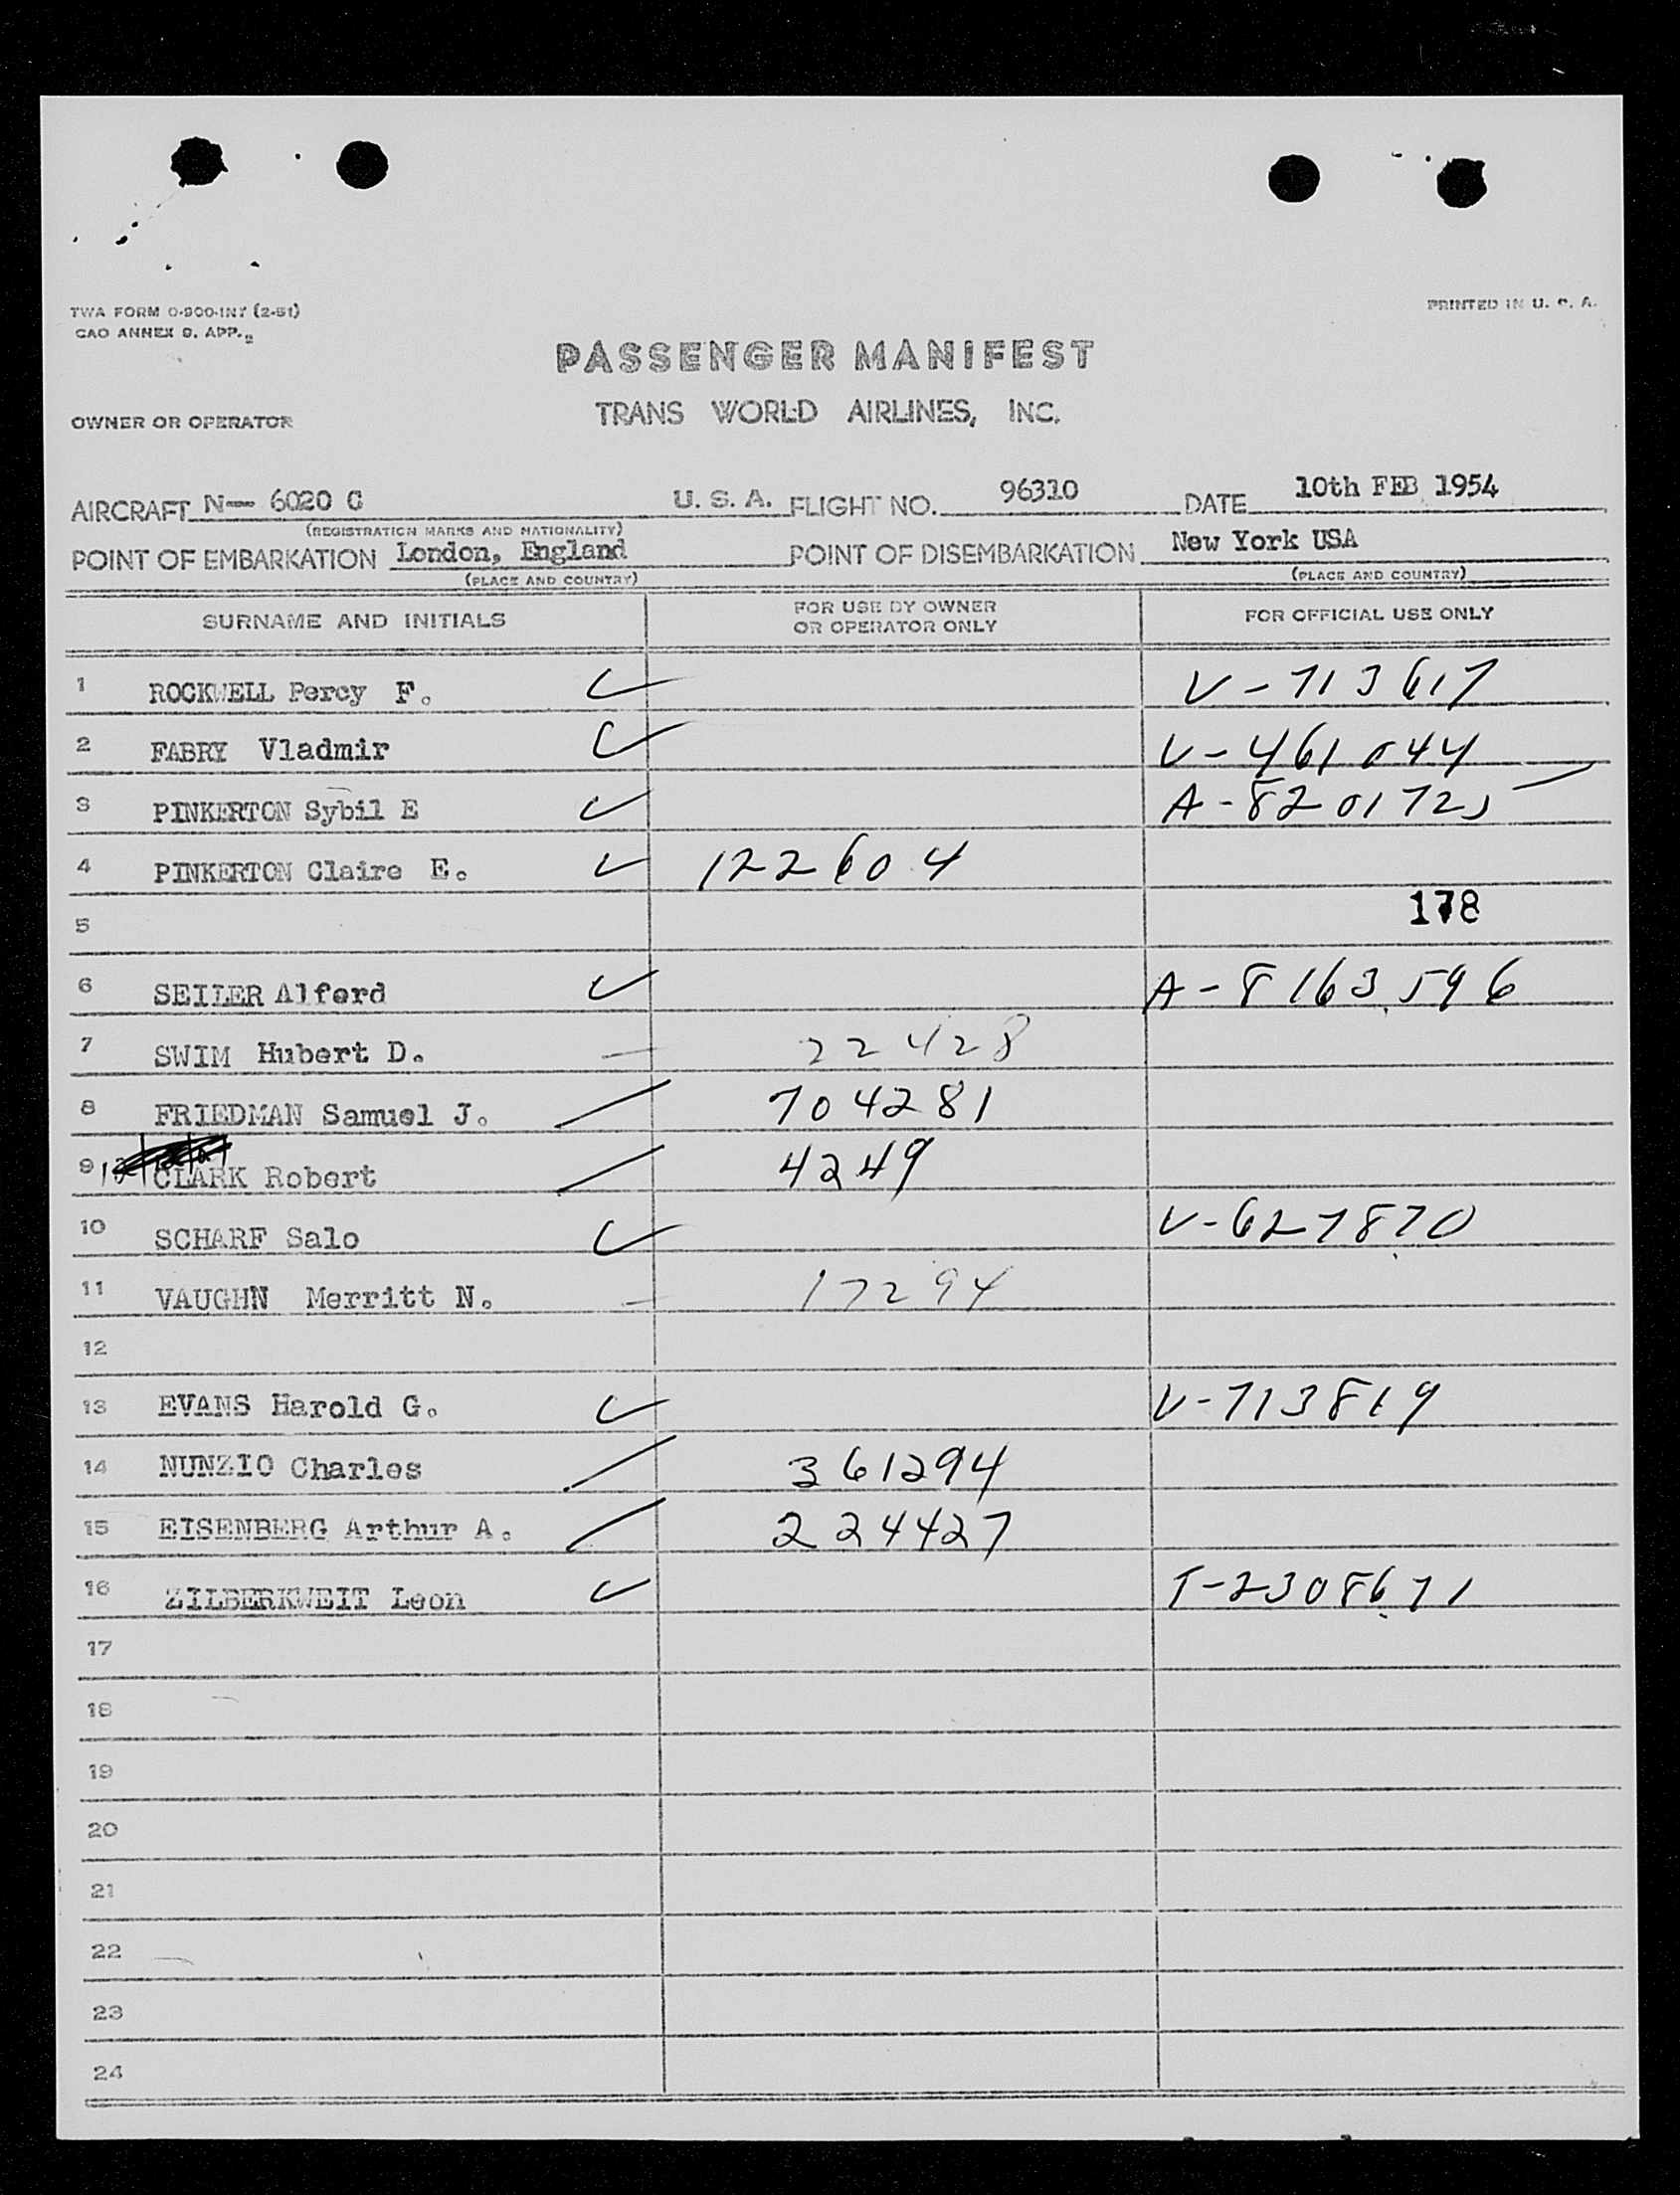 TWA FORM O-900-INT (2-51)
CAO ANNEX 9. APP.
PRINTED IN U. S. A.
PASSENGER MANIFEST
OWNER OR OPERATOR
TRANS WORLD AIRLINES, INC.
AIRCRAFT N— 6020 C U. S. A. FLIGHT NO. 96310 DATE 10th FEB 1954
(REGISTRATION MARKS AND NATIONALITY)
POINT OF EMBARKATION London, England POINT OF DISEMBARKATION New York USA
(PLACE AND COUNTRY) (PLACE AND COUNTRY)
SURNAME AND INITIALS FOR USE BY OWNER OR OPERATOR ONLY FOR OFFICIAL USE ONLY
1 ROCKWELL Percy F. V-713617
2 FABRY Vladmir V-461044
3 PINKERTON Sybil E A-8201725
4 PINKERTON Claire E. 122604
5 178
6 SEILER Alferd A-8163596
7 SWIM Hubert D. 22428
8 FRIEDMAN Samuel J. 704281
9 CLARK Robert 4249
10 SCHARF Salo V-627870
11 VAUGHN Merritt N. 17294
12
13 EVANS Harold G. V-713819
14 NUNZIO Charles 361294
15 EISENBERG Arthur A. 224427
16 ZILBERKWEIT Leon T-2308671
17
18
19
20
21
22
23
24